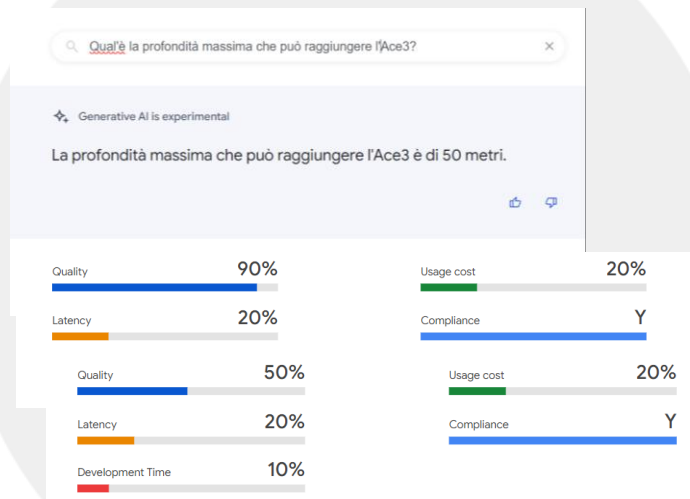 Qual'è la profondità massima che può raggiungere l'Ace3?
Generative AI is experimental
La profondità massima che può raggiungere l'Ace3 è di 50 metri.
Quality 90%
Usage cost 20%
Latency 20%
Compliance Y
Quality 50%
Usage cost 20%
Latency 20%
Compliance Y
Development Time 10%